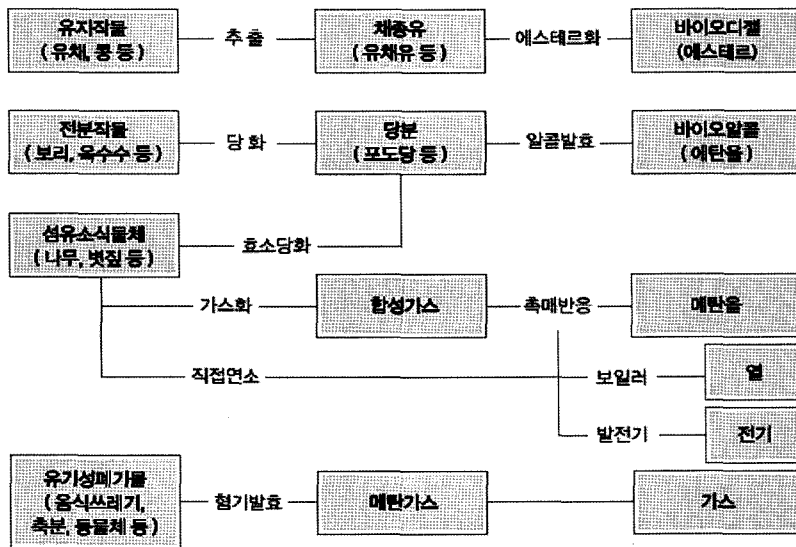 유지작물
( 유채, 콩 등 )
추 출
채종유
( 유채유 등 )
에스테르화
바이오디젤
(에스테르)
전분작물
( 보리, 옥수수 등 )
당 화
당분
( 포도당 등 )
알콜발효
바이오알콜
( 에탄올 )
섬유소식물체
( 나무, 볏짚 등 )
효소당화
가스화
합성가스
촉매반응
메탄올
직접연소
보일러
열
발전기
전기
유기성폐기물
( 음식쓰레기,
축분, 동물체 등 )
혐기발효
메탄가스
가스